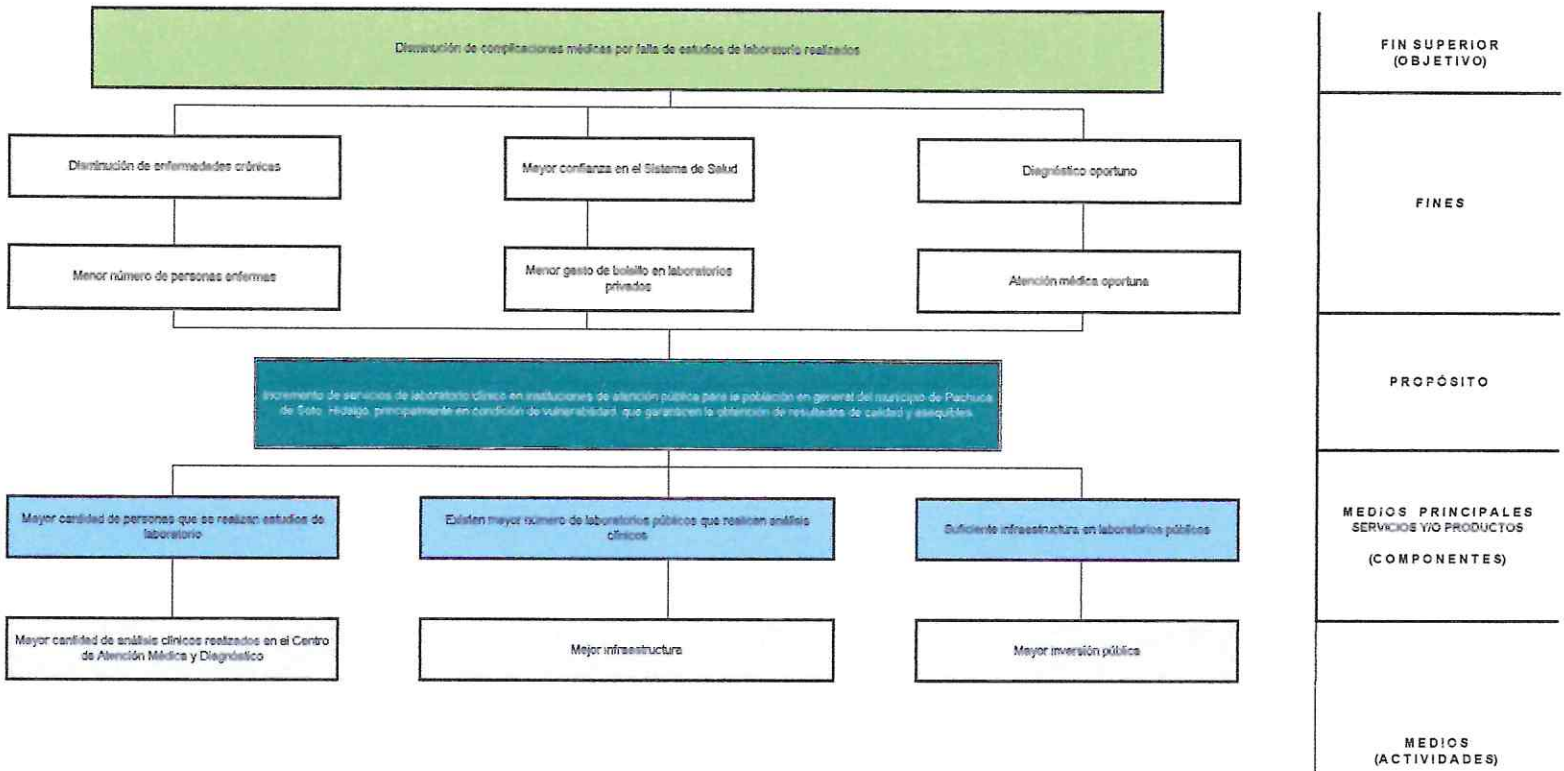 Disminución de complicaciones médicas por falta de estudios de laboratorio realizados
FIN SUPERIOR
(OBJETIVO)
Disminución de enfermedades crónicas
Mayor confianza en el Sistema de Salud
Diagnóstico oportuno
FINES
Menor número de personas enfermas
Menor gasto de bolsillo en laboratorios
privados
Atención médica oportuna
Incremento de servicios de laboratorio clínico en instituciones de atención pública para la población en general del municipio de Pachuca
de Soto, Hidalgo, principalmente en condición de vulnerabilidad, que garanticen la obtención de resultados de calidad y asequibles.
PROPÓSITO
Mayor cantidad de personas que se realizan estudios de
laboratorio
Existen mayor número de laboratorios públicos que realicen análisis
clínicos
Suficiente infraestructura en laboratorios públicos
MEDIOS PRINCIPALES
SERVICIOS Y/O PRODUCTOS
(COMPONENTES)
Mayor cantidad de análisis clínicos realizados en el Centro
de Atención Médica y Diagnóstico
Mejor infraestructura
Mayor inversión pública
MEDIOS
(ACTIVIDADES)